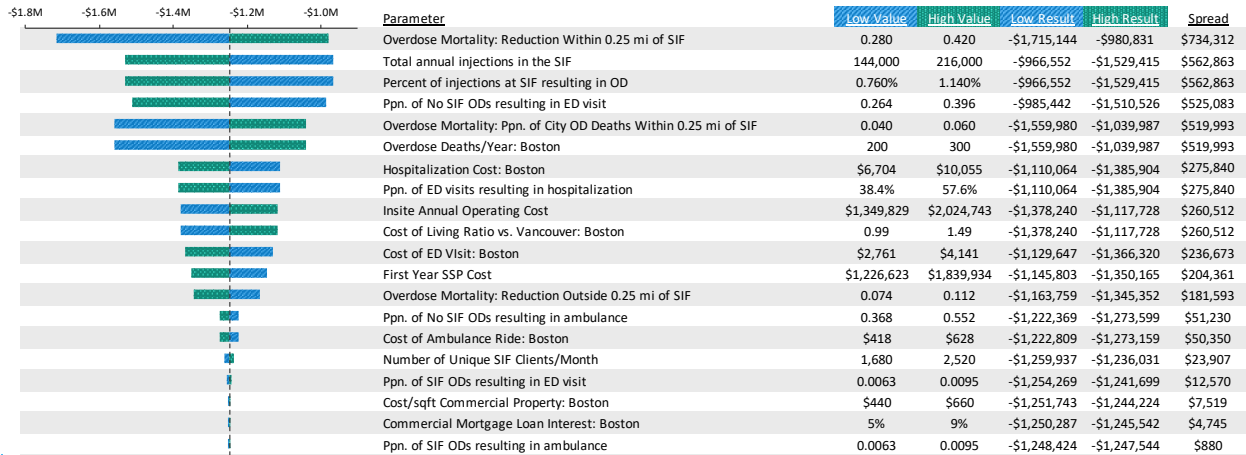 -$1.8M -$1.6M -$1.4M -$1.2M -$1.0M
Parameter Low Value High Value Low Result High Result Spread
Overdose Mortality: Reduction Within 0.25 mi of SIF 0.280 0.420 -$1,715,144 -$980,831 $734,312
Total annual injections in the SIF 144,000 216,000 -$966,552 -$1,529,415 $562,863
Percent of injections at SIF resulting in OD 0.760% 1.140% -$966,552 -$1,529,415 $562,863
Ppn. of No SIF ODs resulting in ED visit 0.264 0.396 -$985,442 -$1,510,526 $525,083
Overdose Mortality: Ppn. of City OD Deaths Within 0.25 mi of SIF 0.040 0.060 -$1,559,980 -$1,039,987 $519,993
Overdose Deaths/Year: Boston 200 300 -$1,559,980 -$1,039,987 $519,993
Hospitalization Cost: Boston $6,704 $10,055 -$1,110,064 -$1,385,904 $275,840
Ppn. of ED visits resulting in hospitalization 38.4% 57.6% -$1,110,064 -$1,385,904 $275,840
Insite Annual Operating Cost $1,349,829 $2,024,743 -$1,378,240 -$1,117,728 $260,512
Cost of Living Ratio vs. Vancouver: Boston 0.99 1.49 -$1,378,240 -$1,117,728 $260,512
Cost of ED VIsit: Boston $2,761 $4,141 -$1,129,647 -$1,366,320 $236,673
First Year SSP Cost $1,226,623 $1,839,934 -$1,145,803 -$1,350,165 $204,361
Overdose Mortality: Reduction Outside 0.25 mi of SIF 0.074 0.112 -$1,163,759 -$1,345,352 $181,593
Ppn. of No SIF ODs resulting in ambulance 0.368 0.552 -$1,222,369 -$1,273,599 $51,230
Cost of Ambulance Ride: Boston $418 $628 -$1,222,809 -$1,273,159 $50,350
Number of Unique SIF Clients/Month 1,680 2,520 -$1,259,937 -$1,236,031 $23,907
Ppn. of SIF ODs resulting in ED visit 0.0063 0.0095 -$1,254,269 -$1,241,699 $12,570
Cost/sqft Commercial Property: Boston $440 $660 -$1,251,743 -$1,244,224 $7,519
Commercial Mortgage Loan Interest: Boston 5% 9% -$1,250,287 -$1,245,542 $4,745
Ppn. of SIF ODs resulting in ambulance 0.0063 0.0095 -$1,248,424 -$1,247,544 $880